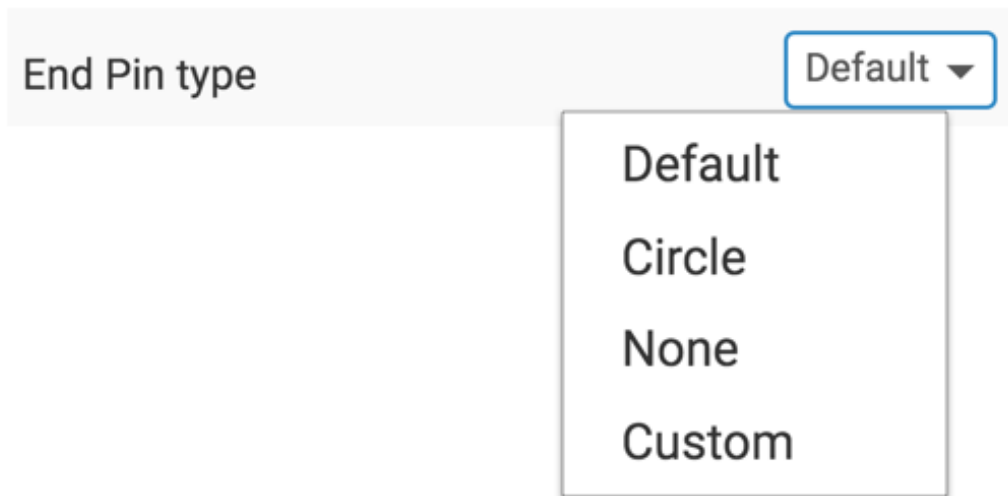 End Pin type
Default
Default
Circle
None
Custom